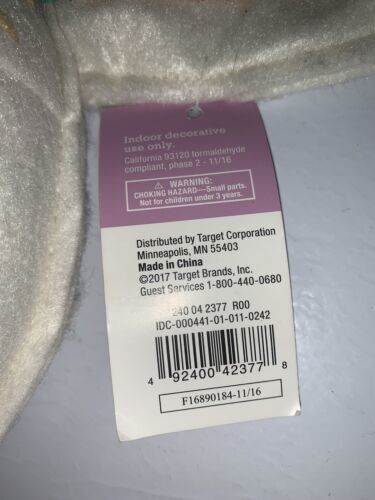 Indoor decorative
use only.
California 93120 formaldehyde
compliant, phase 2 - 11/16
⚠ WARNING:
CHOKING HAZARD—Small parts.
Not for children under 3 years.
Distributed by Target Corporation
Minneapolis, MN 55403
Made in China
©2017 Target Brands, Inc.
Guest Services 1-800-440-0680
240 04 2377 R00
IDC-000441-01-011-0242
4 92400 42377 8
F16890184-11/16